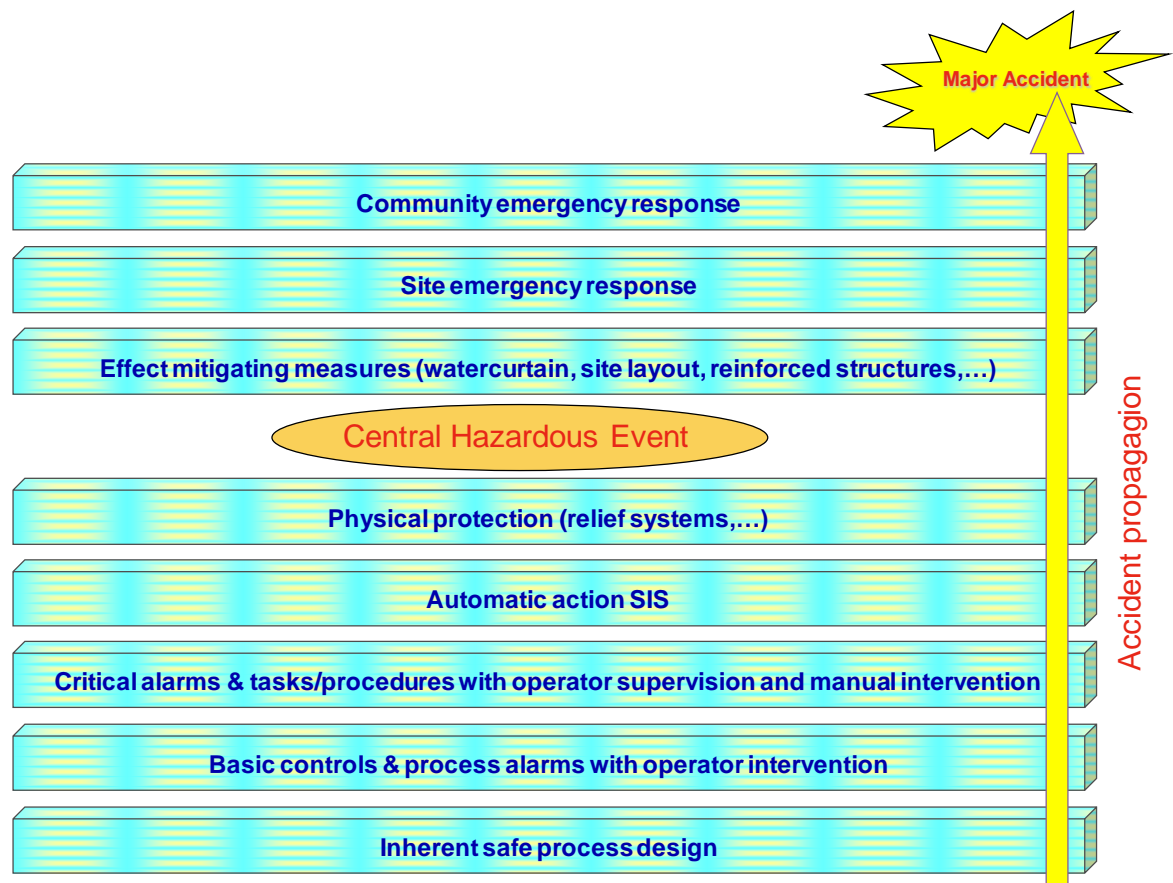 Major Accident
Community emergency response
Site emergency response
Effect mitigating measures (watercurtain, site layout, reinforced structures,…)
Central Hazardous Event
Physical protection (relief systems,…)
Automatic action SIS
Critical alarms & tasks/procedures with operator supervision and manual intervention
Basic controls & process alarms with operator intervention
Inherent safe process design
Accident propagagion